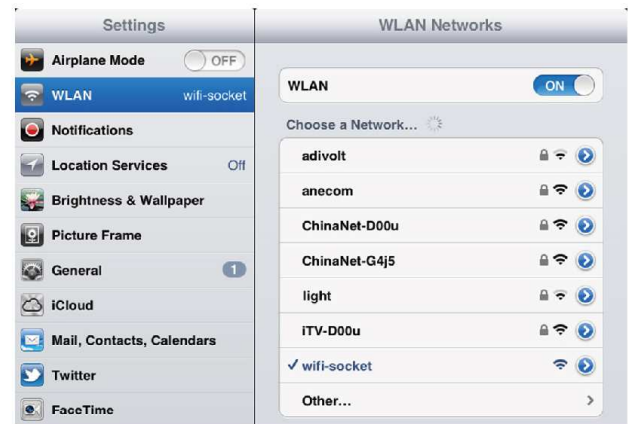 Settings
Airplane Mode OFF
WLAN wifi-socket
Notifications
Location Services Off
Brightness & Wallpaper
Picture Frame
General 1
iCloud
Mail, Contacts, Calendars
Twitter
FaceTime
WLAN Networks
WLAN ON
Choose a Network...
adivolt
anecom
ChinaNet-D00u
ChinaNet-G4j5
light
iTV-D00u
✓ wifi-socket
Other...